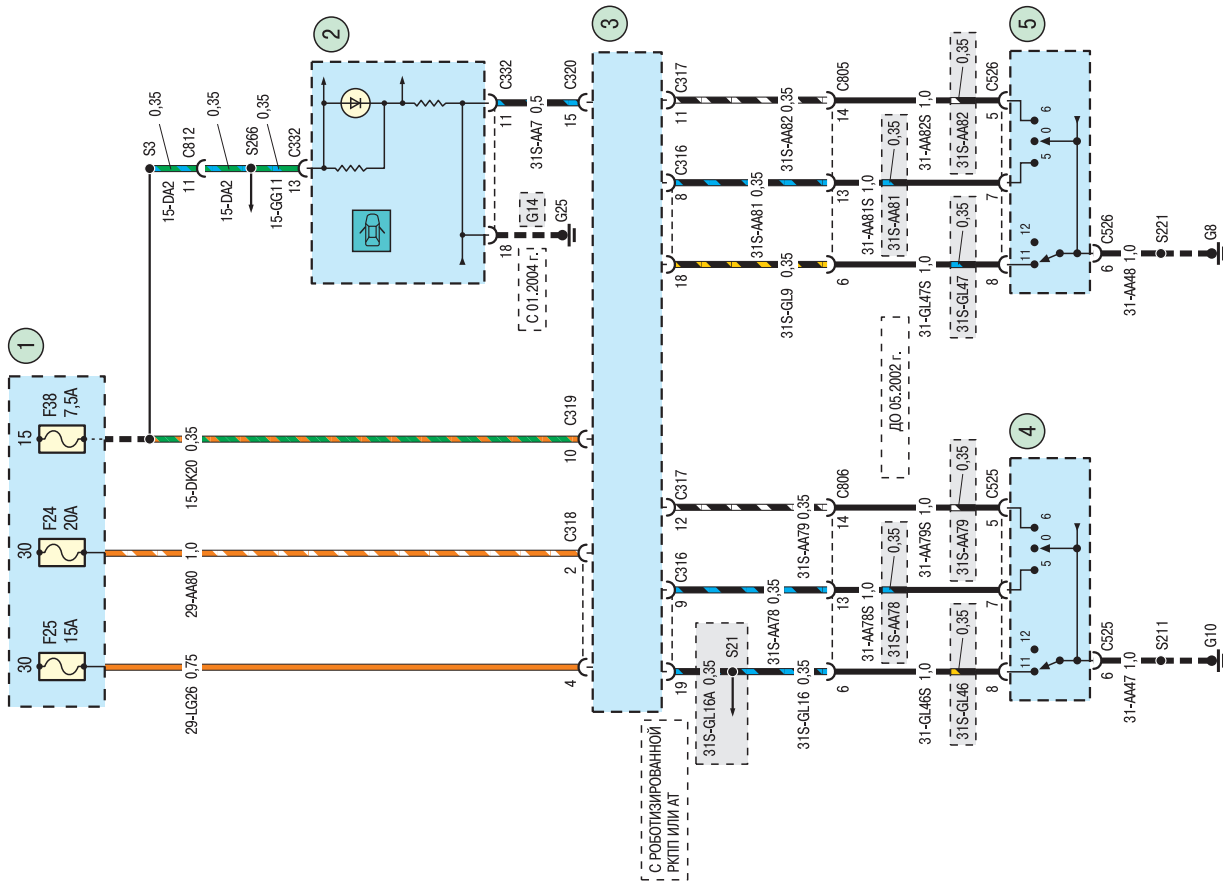 1
30
F25
15A
30
F24
20A
15
F38
7,5A
29-LG26 0,75
29-AA80 1,0
15-DK20 0,35
4
2
C318
10
C319
S3
15-DA2
0,35
11
C812
15-DA2
0,35
S266
15-GG11
0,35
13
C332
2
18
11
C332
31S-AA7 0,5
15
C320
G14
G25
С 01.2004 г.
3
С РОБОТИЗИРОВАННОЙ
РКПП ИЛИ АТ
19
31S-GL16A 0,35
S21
31S-GL16 0,35
6
31-GL46S 1,0
31S-GL46
0,35
8
9
C316
31S-AA78 0,35
13
31-AA78S 1,0
31S-AA78
0,35
7
12
C317
31S-AA79 0,35
14
C806
31-AA79S 1,0
31S-AA79
0,35
5
C525
4
11
12
5
0
6
6
C525
31-AA47 1,0
S211
G10
ДО 05.2002 г.
18
31S-GL9 0,35
6
31-GL47S 1,0
31S-GL47
0,35
8
8
C316
31S-AA81 0,35
13
31-AA81S 1,0
31S-AA81
0,35
7
11
C317
31S-AA82 0,35
14
C805
31-AA82S 1,0
31S-AA82
0,35
5
C526
5
11
12
5
0
6
6
C526
31-AA48 1,0
S221
G8